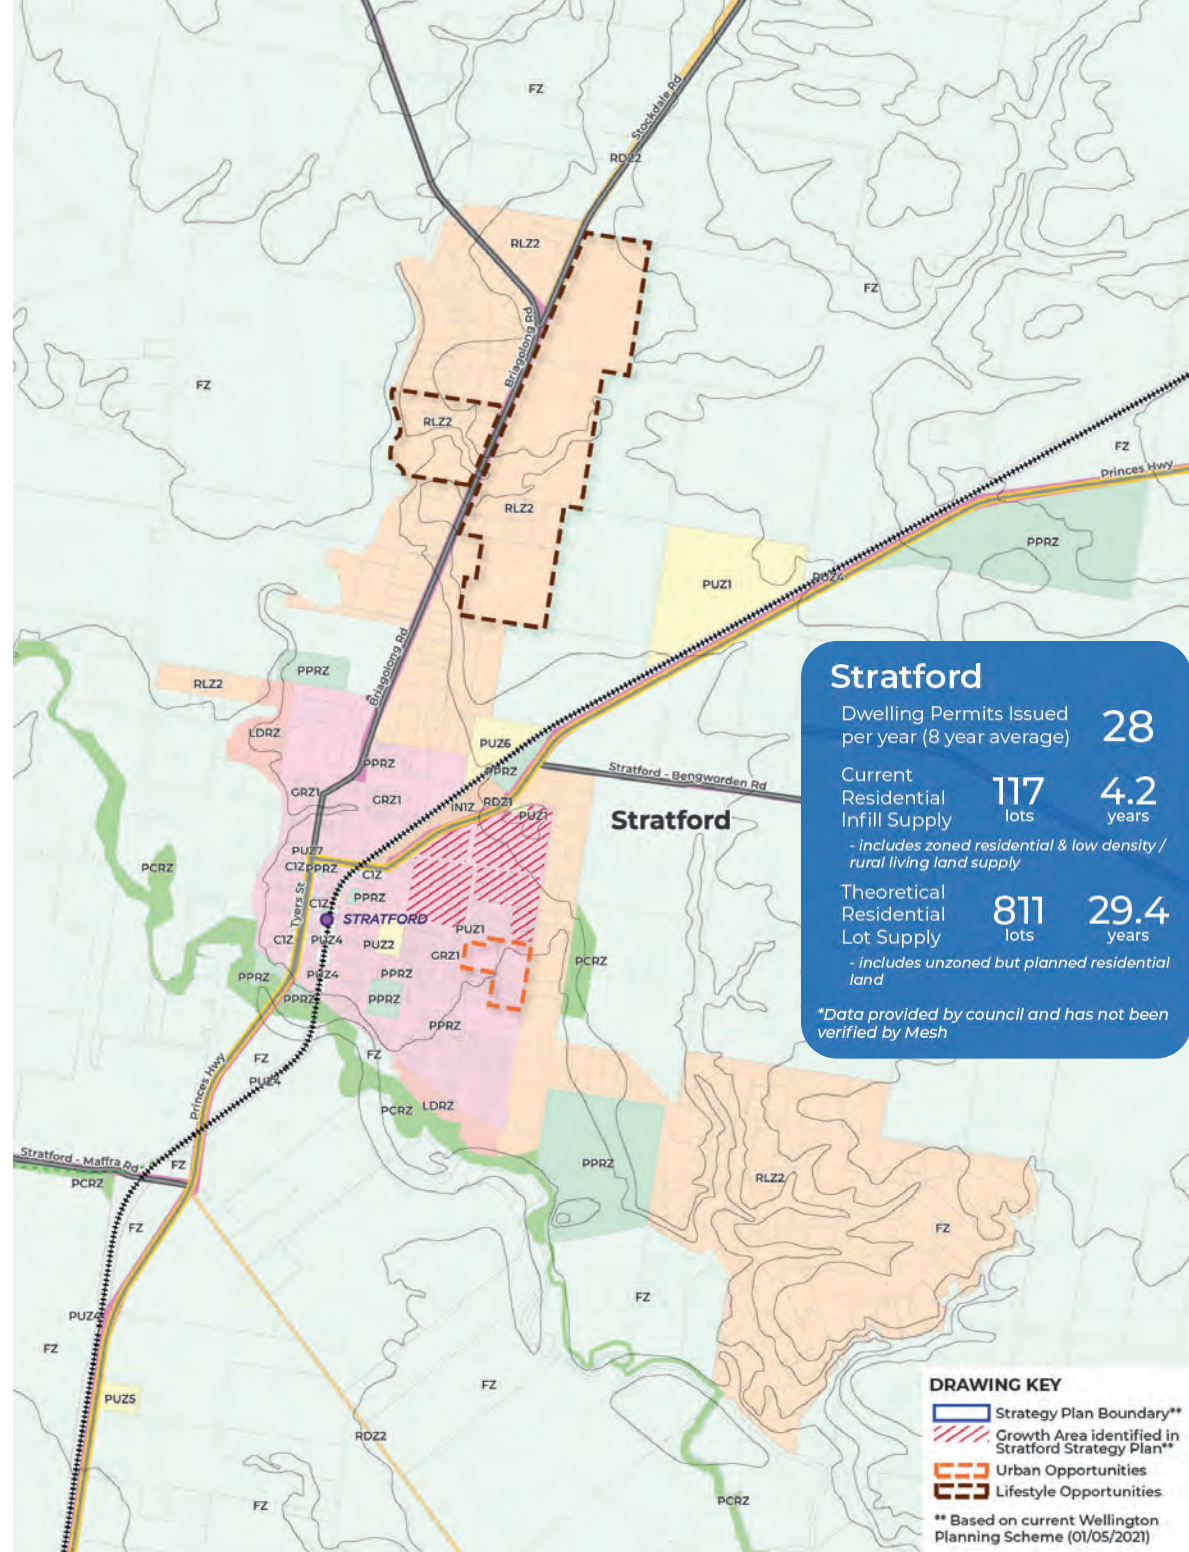 FZ
Stockdale Rd
RDZ2
RLZ2
FZ
Briagolong Rd
FZ
RLZ2
FZ
Princes Hwy
RLZ2
PPRZ
PUZ1
Briagolong Rd
PPRZ
RLZ2
LDRZ
PUZ6
PPRZ
PPRZ
Stratford - Bengworden Rd
GRZ1
GRZ1
IN1Z
RDZ1
PUZ1
Stratford
PUZ7
C1Z
PPRZ
C1Z
PCRZ
Tyers St
C1Z
PPRZ
STRATFORD
C1Z
PUZ4
PUZ2
PUZ1
GRZ1
PCRZ
PPRZ
PUZ4
PPRZ
PPRZ
PPRZ
PPRZ
FZ
FZ
PUZ4
Princes Hwy
PCRZ
LDRZ
Stratford - Maffra Rd
FZ
PCRZ
PPRZ
RLZ2
FZ
FZ
FZ
PUZ4
FZ
FZ
PUZ5
RDZ2
FZ
PCRZ
Stratford
Dwelling Permits Issued
per year (8 year average)
28
Current
Residential
Infill Supply
117
lots
4.2
years
- includes zoned residential & low density /
rural living land supply
Theoretical
Residential
Lot Supply
811
lots
29.4
years
- includes unzoned but planned residential
land
*Data provided by council and has not been
verified by Mesh
DRAWING KEY
Strategy Plan Boundary**
Growth Area identified in
Stratford Strategy Plan**
Urban Opportunities
Lifestyle Opportunities
** Based on current Wellington
Planning Scheme (01/05/2021)